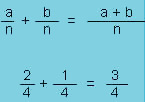 a/n + b/n = a + b/n
2/4 + 1/4 = 3/4